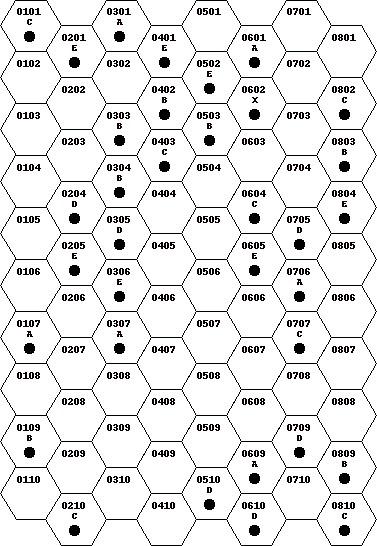 0101 0301 0501 0701
C A
0201 0401 0601 0801
E E A
0102 0302 0502 0702
E
0202 0402 0602 0802
B X C
0103 0303 0503 0703
B B
0203 0403 0603 0803
C B
0104 0304 0504 0704
B
0204 0404 0604 0804
D C E
0105 0305 0505 0705
D D
0205 0405 0605 0805
E E
0106 0306 0506 0706
E A
0206 0406 0606 0806
0107 0307 0507 0707
A A C
0207 0407 0607 0807
0108 0308 0508 0708
0208 0408 0608 0808
0109 0309 0509 0709
B D
0209 0409 0609 0809
A B
0110 0310 0510 0710
D
0210 0410 0610 0810
C D C